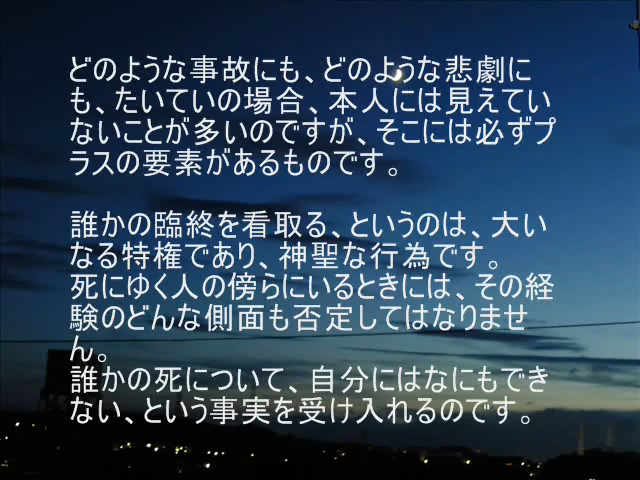 どのような事故にも、どのような悲劇に
も、たいていの場合、本人には見えてい
ないことが多いのですが、そこには必ずプ
ラスの要素があるものです。
誰かの臨終を看取る、というのは、大い
なる特権であり、神聖な行為です。
死にゆく人の傍らにいるときには、その経
験のどんな側面も否定してはなりませ
ん。
誰かの死について、自分にはなにもでき
ない、という事実を受け入れるのです。